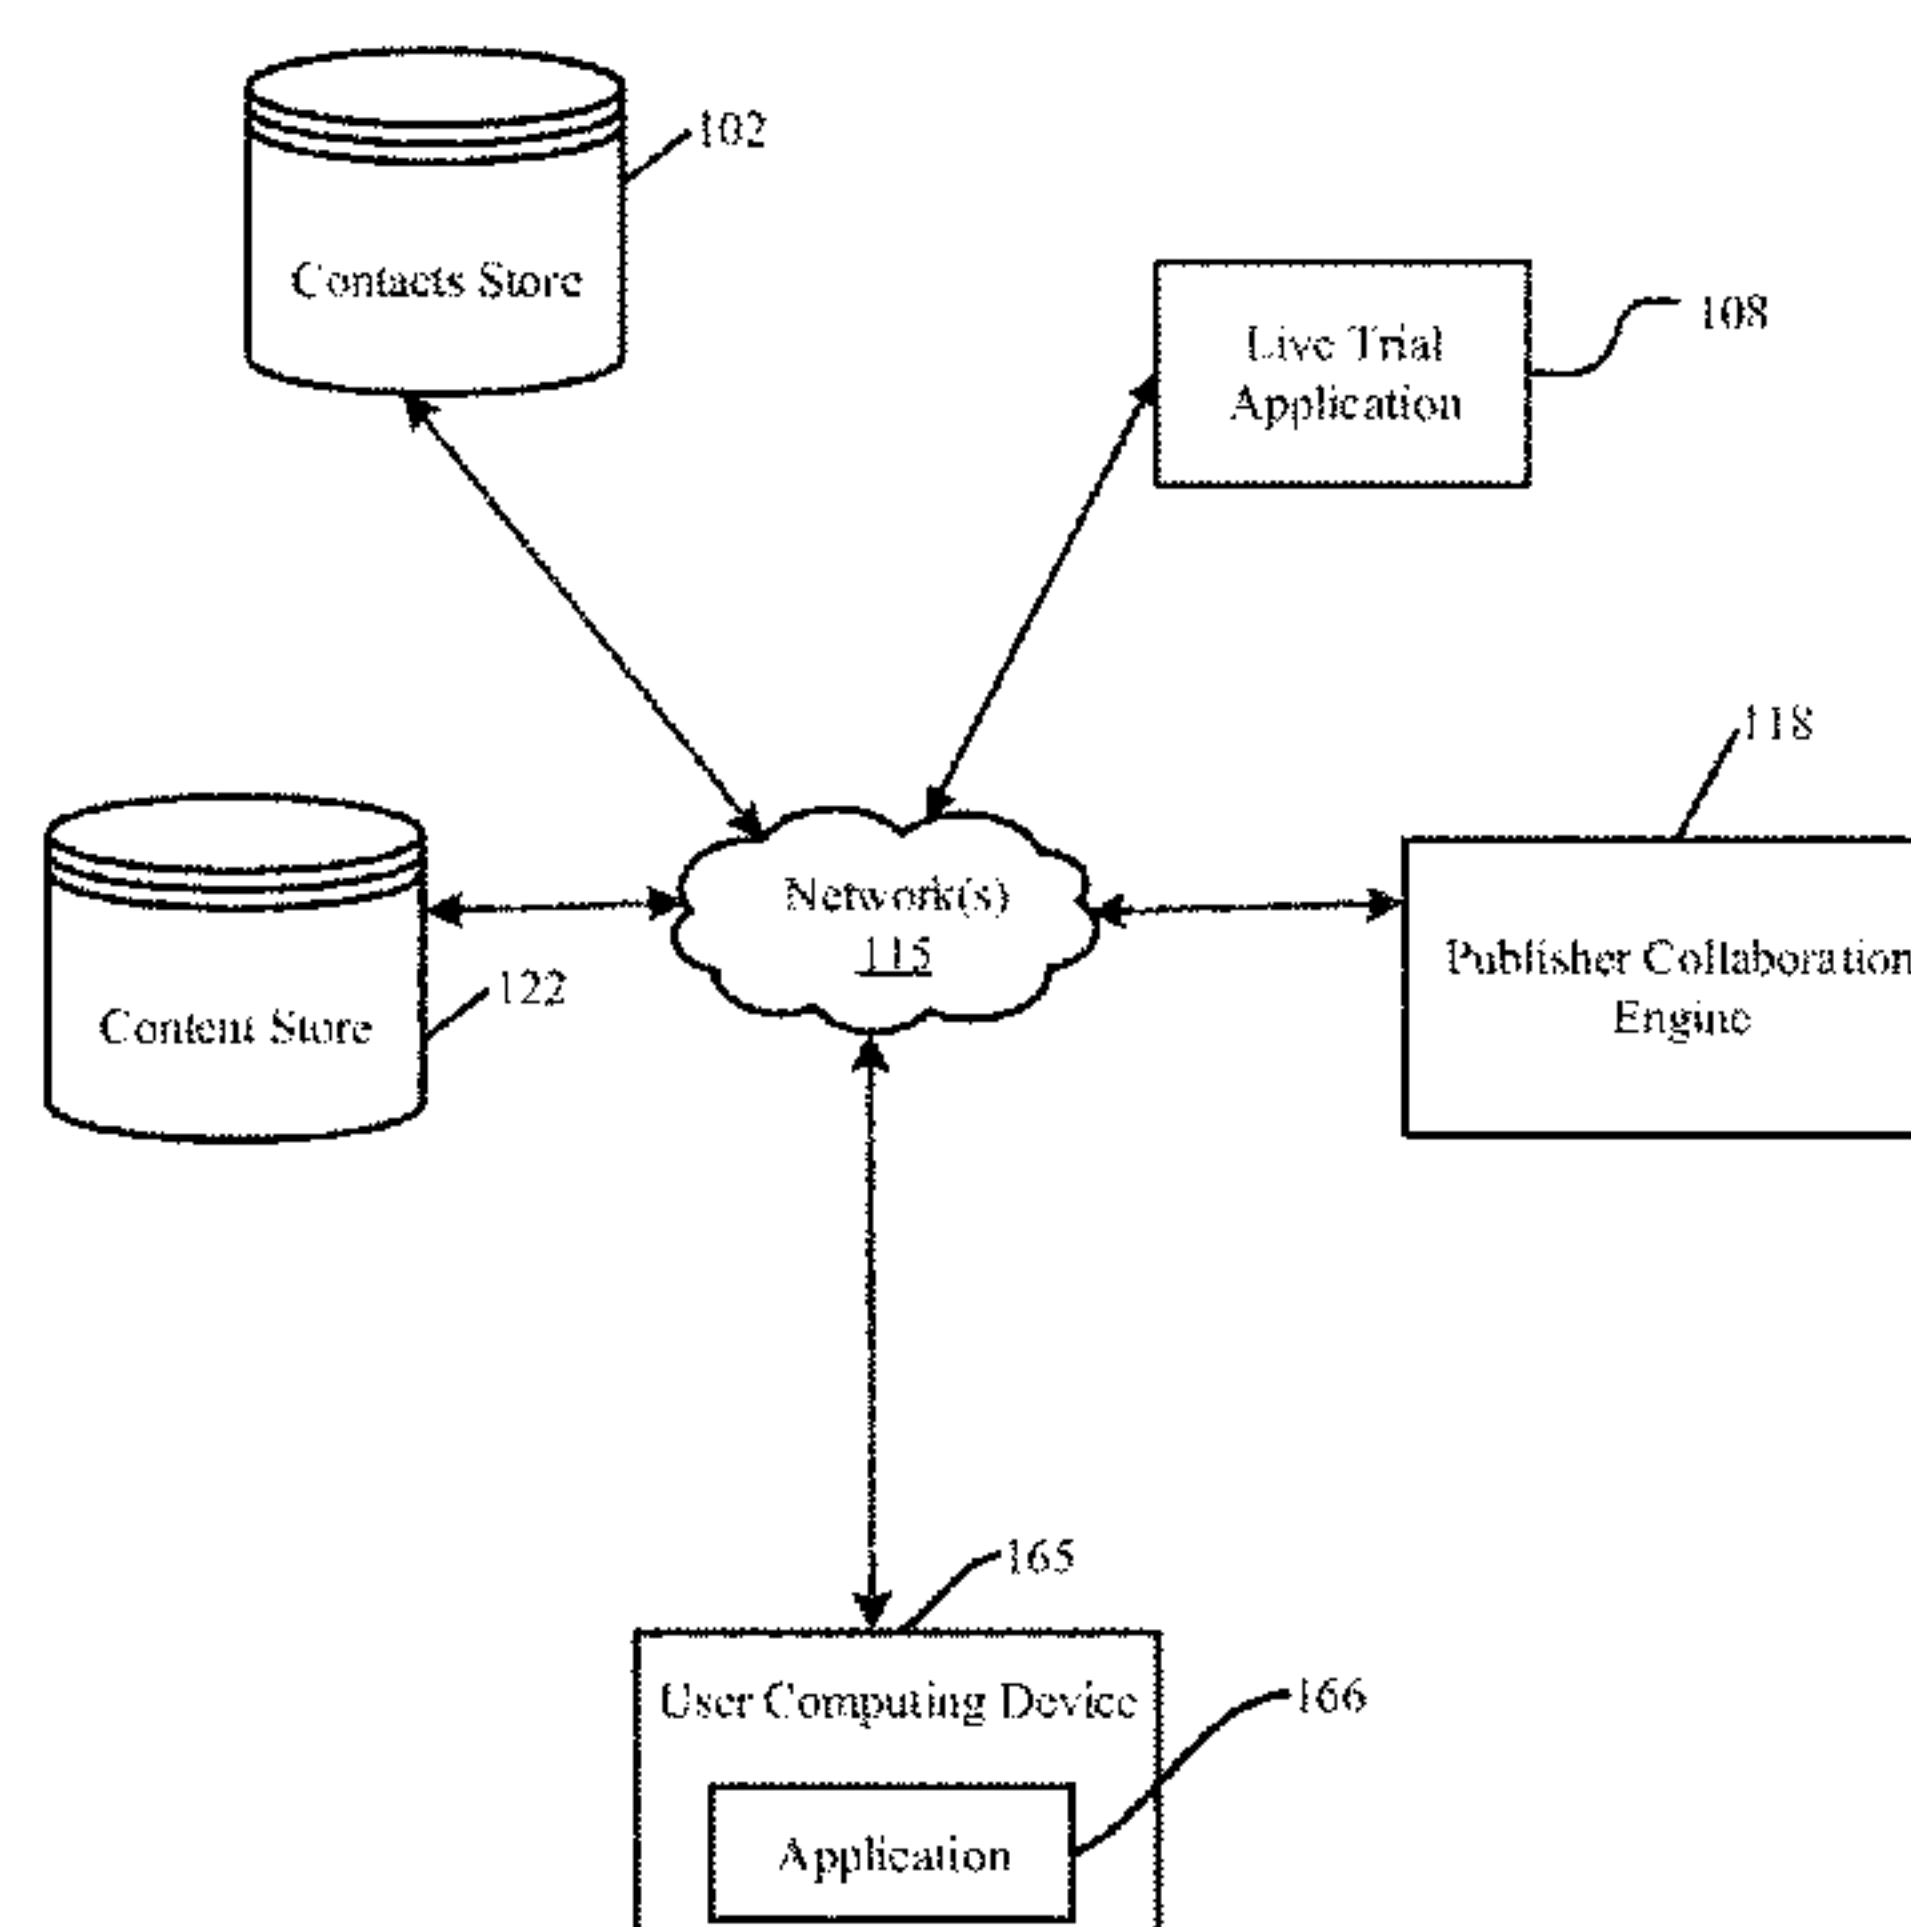 102
Contacts Store
Live Trial
Application
108
118
Network(s)
115
Publisher Collaboration
Engine
122
Content Store
165
User Computing Device
166
Application